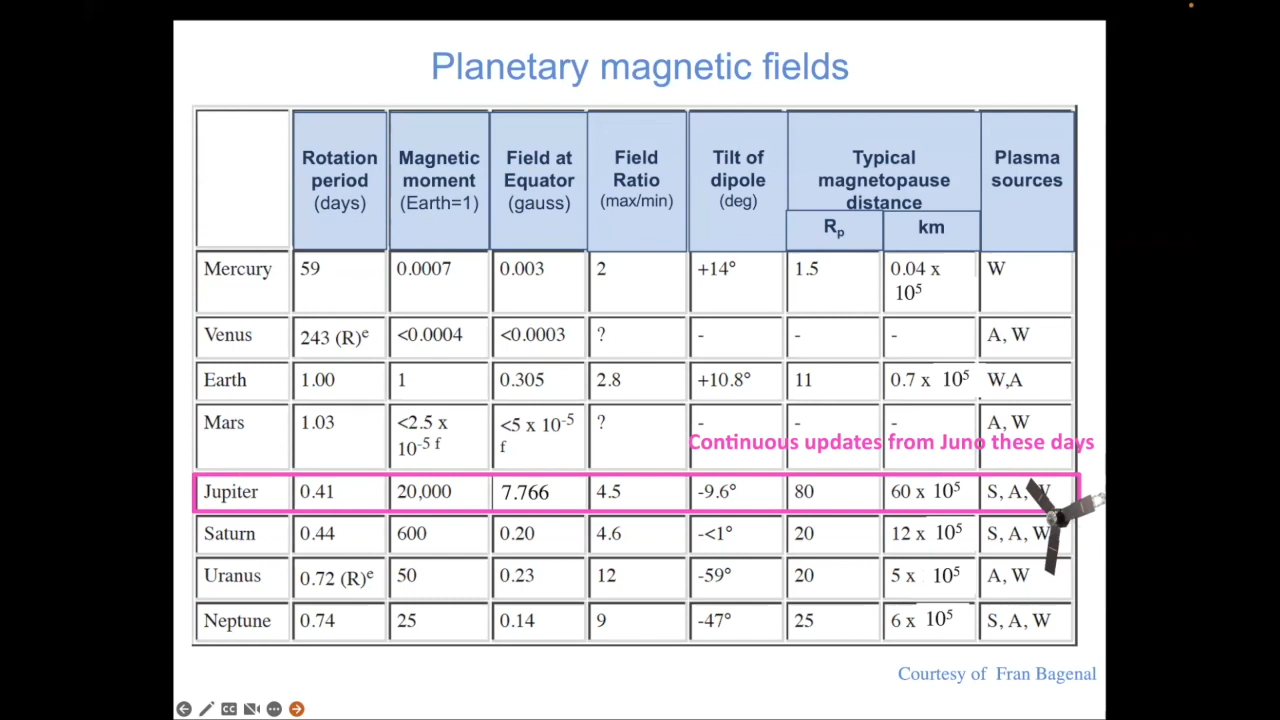 Planetary magnetic fields
Rotation period (days) Magnetic moment (Earth=1) Field at Equator (gauss) Field Ratio (max/min) Tilt of dipole (deg) Typical magnetopause distance Plasma sources
Rp km
Mercury 59 0.0007 0.003 2 +14° 1.5 0.04 x 10⁵ W
Venus 243 (R)ᵉ <0.0004 <0.0003 ? - - - A, W
Earth 1.00 1 0.305 2.8 +10.8° 11 0.7 x 10⁵ W,A
Mars 1.03 <2.5 x 10⁻⁵ f <5 x 10⁻⁵ f ? - - - A, W
Continuous updates from Juno these days
Jupiter 0.41 20,000 7.766 4.5 -9.6° 80 60 x 10⁵ S, A, W
Saturn 0.44 600 0.20 4.6 -<1° 20 12 x 10⁵ S, A, W
Uranus 0.72 (R)ᵉ 50 0.23 12 -59° 20 5 x 10⁵ A, W
Neptune 0.74 25 0.14 9 -47° 25 6 x 10⁵ S, A, W
Courtesy of Fran Bagenal
CC